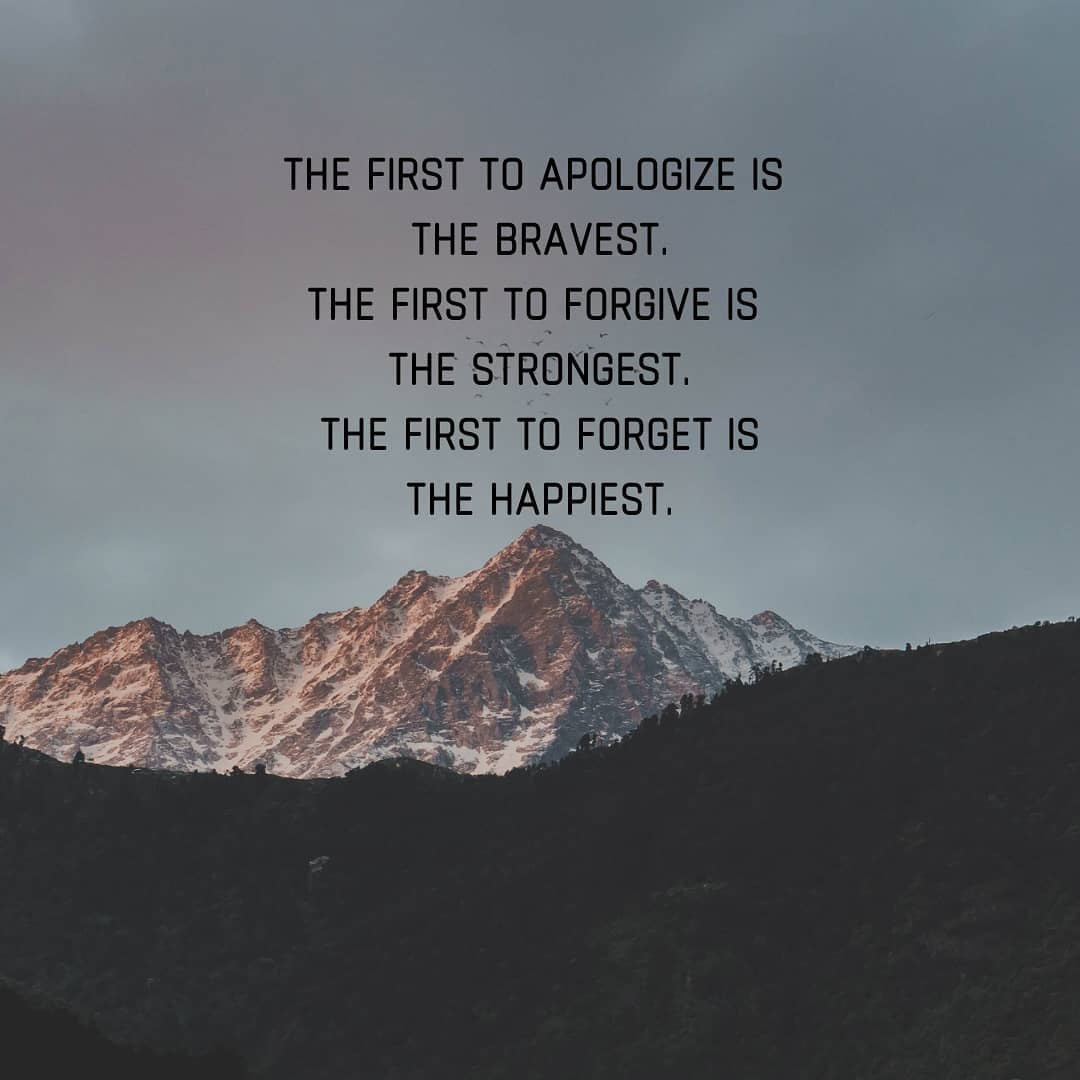 THE FIRST TO APOLOGIZE IS
THE BRAVEST.
THE FIRST TO FORGIVE IS
THE STRONGEST.
THE FIRST TO FORGET IS
THE HAPPIEST.